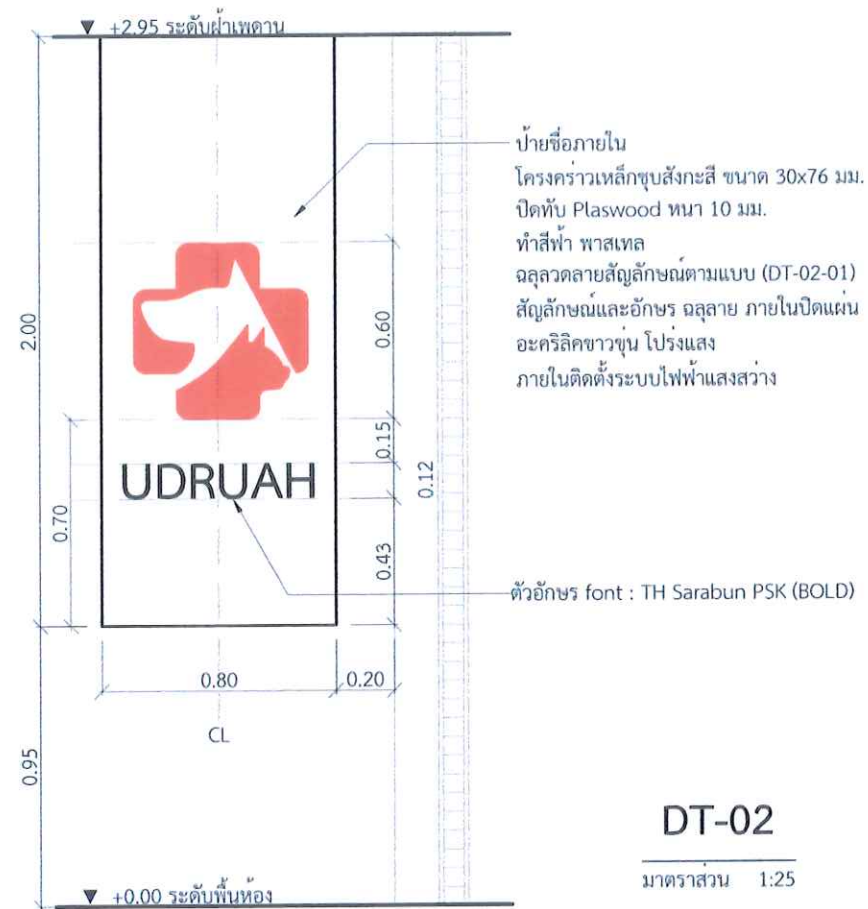 +2.95 ระดับฝ้าเพดาน
ป้ายชื่อภายใน
โครงคร่าวเหล็กชุบสังกะสี ขนาด 30x76 มม.
ปิดทับ Plaswood หนา 10 มม.
ทำสีฟ้า พาสเทล
ฉลุลวดลายสัญลักษณ์ตามแบบ (DT-02-01)
สัญลักษณ์และอักษร ฉลุลาย ภายในปิดแผ่น
อะคริลิคขาวขุ่น โปร่งแสง
ภายในติดตั้งระบบไฟฟ้าแสงสว่าง
2.00
0.60
0.15
0.12
UDRUAH
0.70
0.43
ตัวอักษร font : TH Sarabun PSK (BOLD)
0.80
0.20
CL
0.95
DT-02
มาตราส่วน 1:25
+0.00 ระดับพื้นห้อง